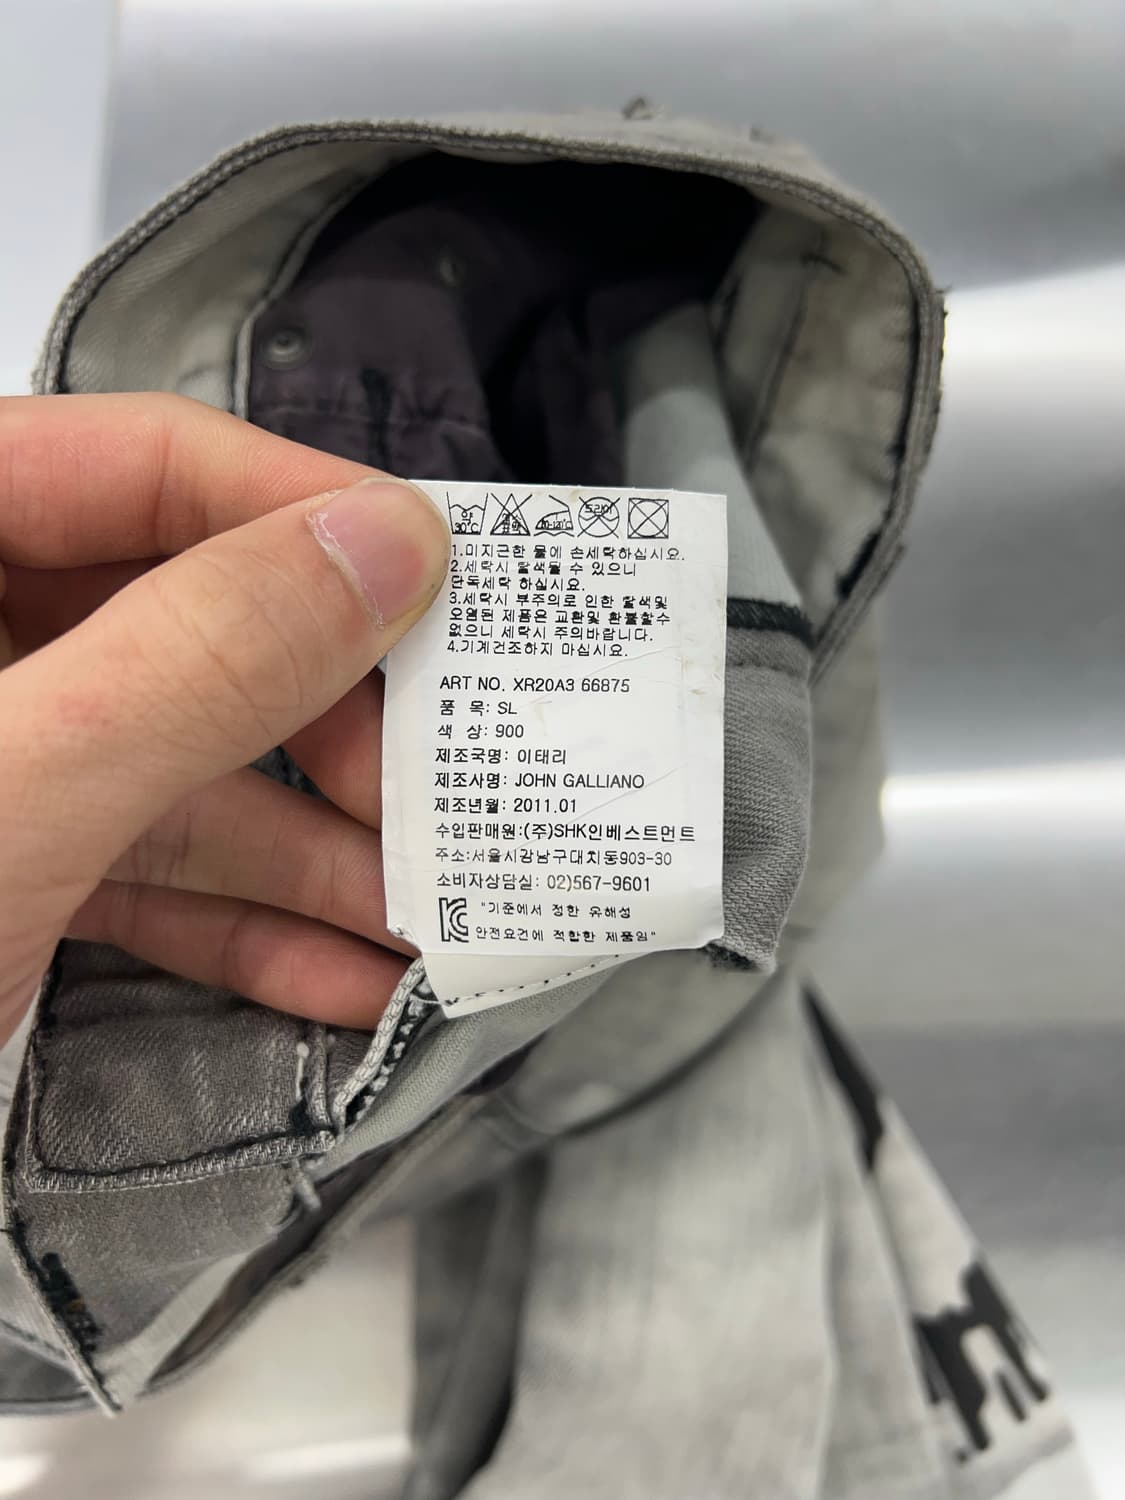 약 30℃ 드라이
1.미지근한 물에 손세탁하십시요.
2.세탁시 탈색될 수 있으니
단독세탁 하십시요.
3.세탁시 부주의로 인한 탈색및
오염된 제품은 교환및 환불할수
없으니 세탁시 주의바랍니다.
4.기계건조하지 마십시요.
ART NO. XR20A3 66875
품 목: SL
색 상: 900
제조국명: 이태리
제조사명: JOHN GALLIANO
제조년월: 2011.01
수입판매원:(주)SHK인베스트먼트
주소:서울시강남구대치동903-30
소비자상담실: 02)567-9601
"기준에서 정한 유해성
안전요건에 적합한 제품임"